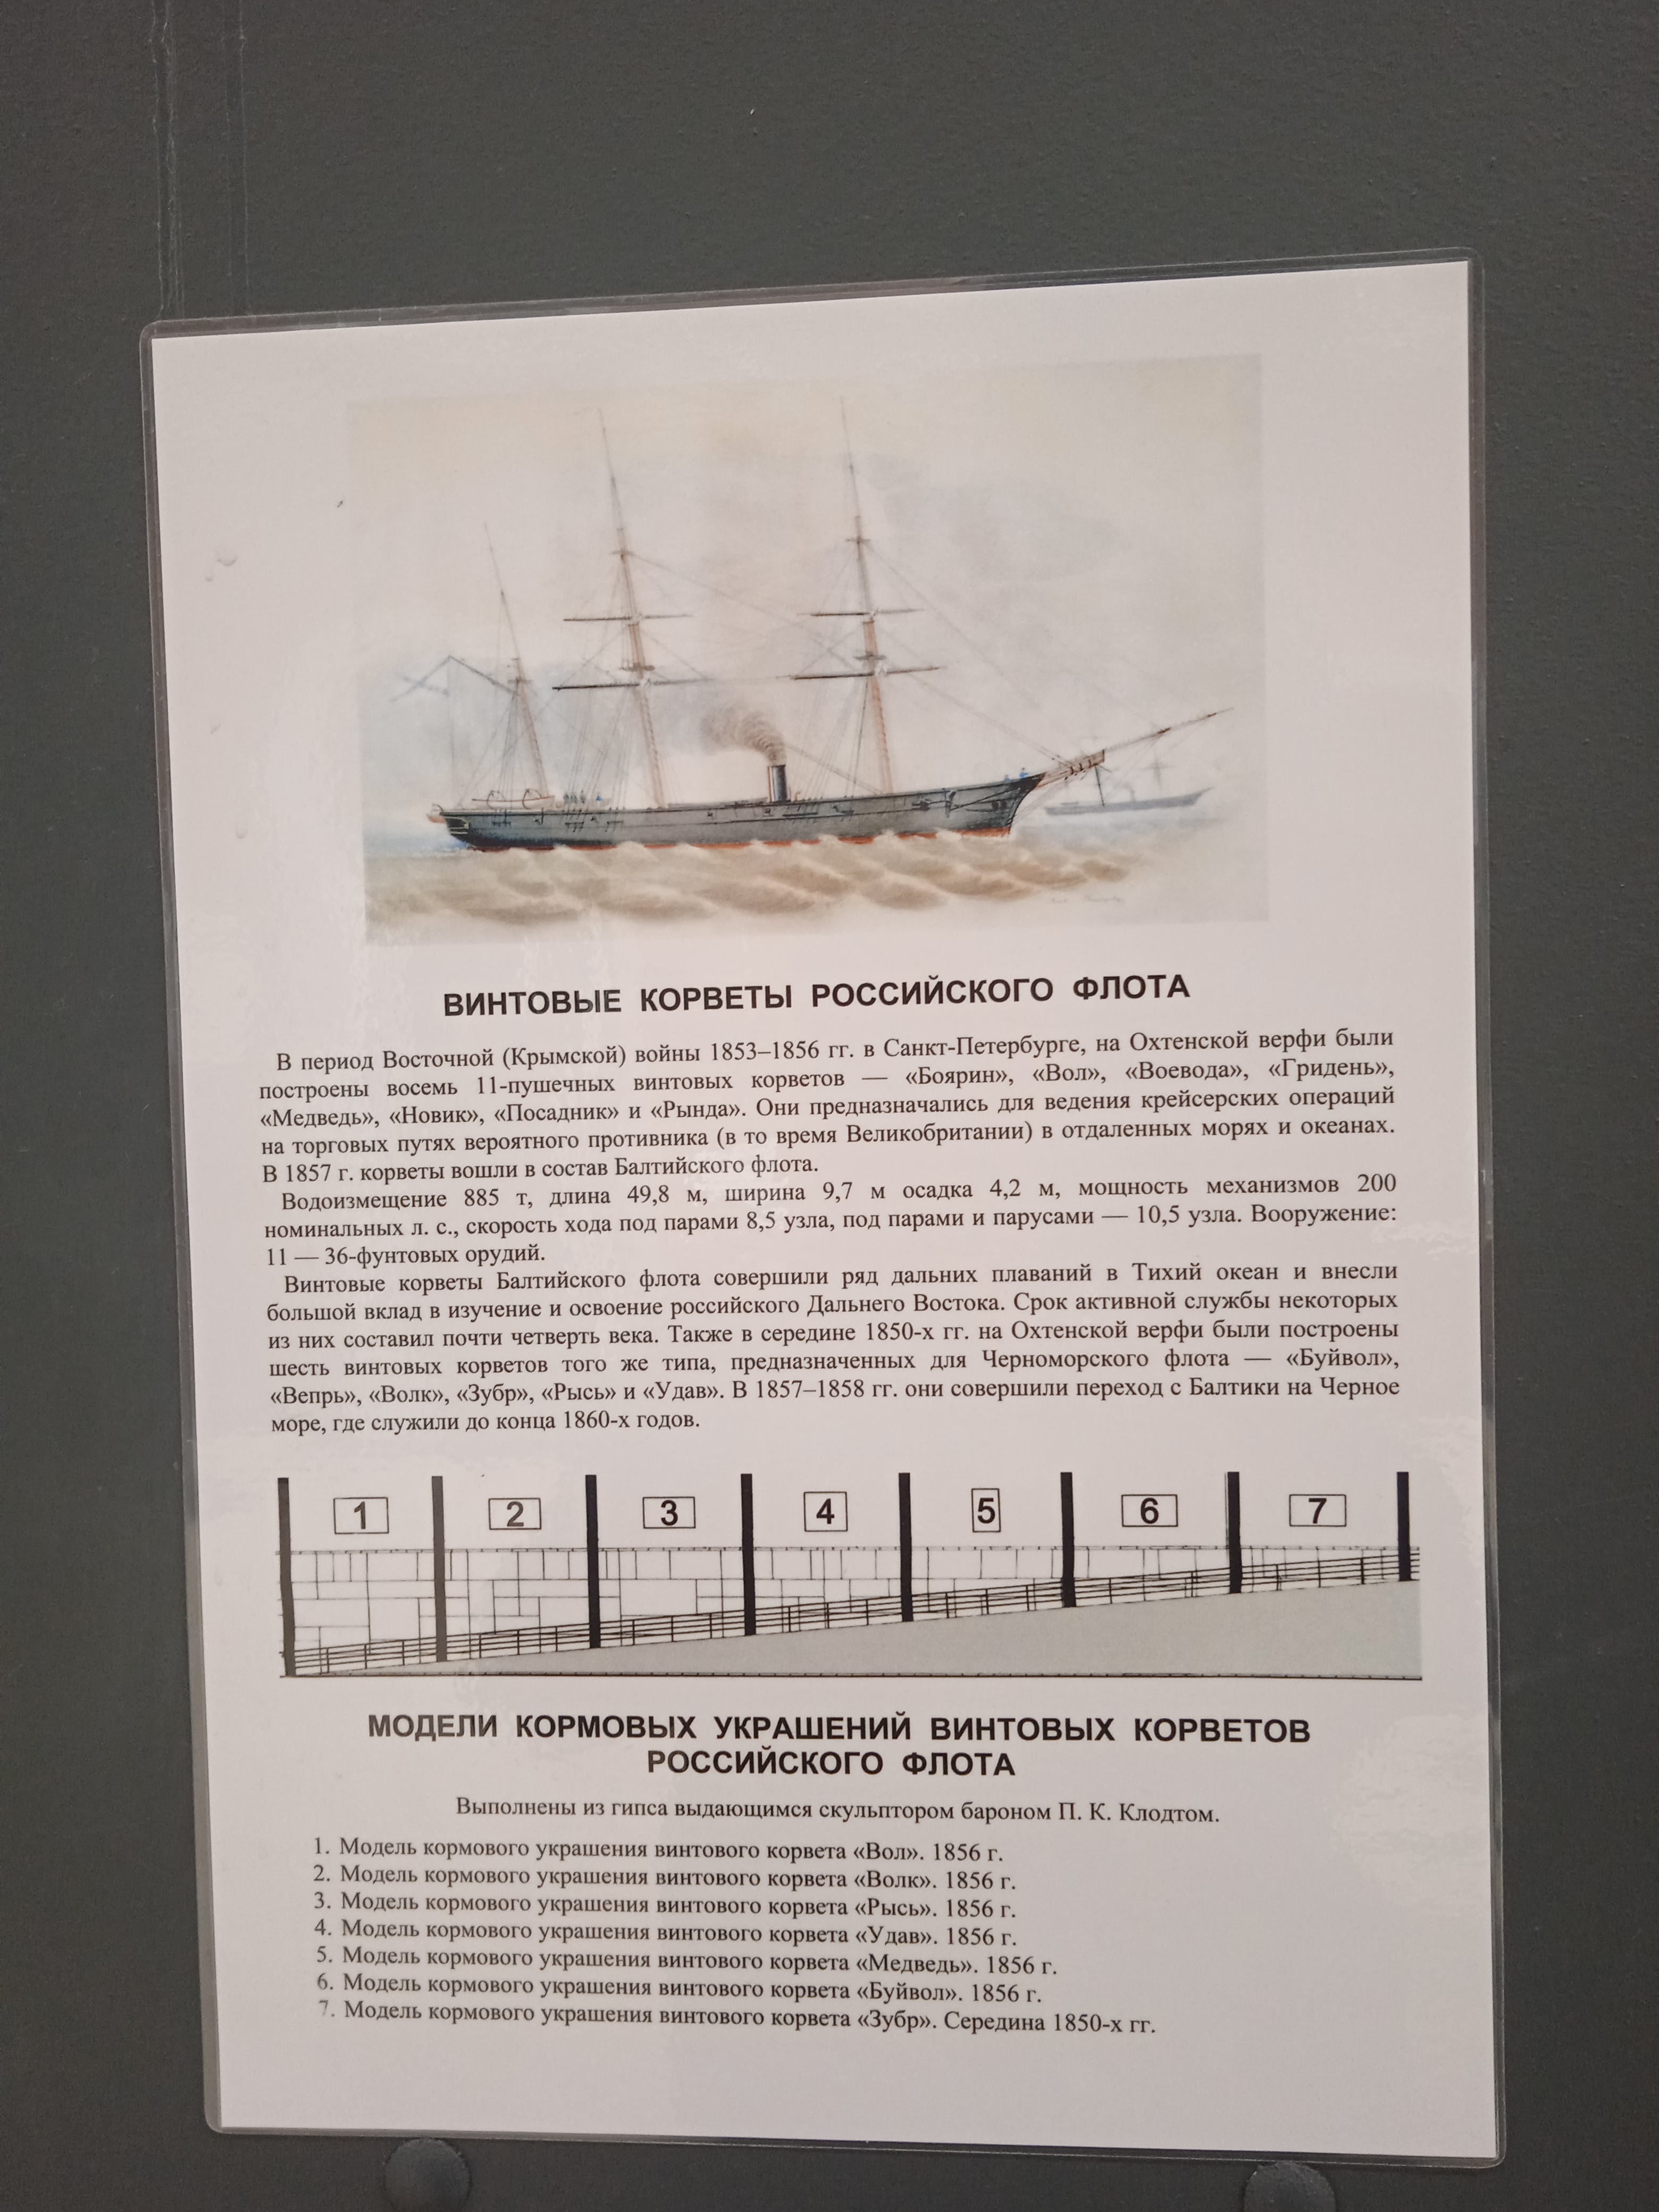 ВИНТОВЫЕ КОРВЕТЫ РОССИЙСКОГО ФЛОТА
В период Восточной (Крымской) войны 1853–1856 гг. в Санкт-Петербурге, на Охтенской верфи были
построены восемь 11-пушечных винтовых корветов — «Боярин», «Вол», «Воевода», «Гридень»,
«Медведь», «Новик», «Посадник» и «Рында». Они предназначались для ведения крейсерских операций
на торговых путях вероятного противника (в то время Великобритании) в отдаленных морях и океанах.
В 1857 г. корветы вошли в состав Балтийского флота.
Водоизмещение 885 т, длина 49,8 м, ширина 9,7 м осадка 4,2 м, мощность механизмов 200
номинальных л. с., скорость хода под парами 8,5 узла, под парами и парусами — 10,5 узла. Вооружение:
11 — 36-фунтовых орудий.
Винтовые корветы Балтийского флота совершили ряд дальних плаваний в Тихий океан и внесли
большой вклад в изучение и освоение российского Дальнего Востока. Срок активной службы некоторых
из них составил почти четверть века. Также в середине 1850-х гг. на Охтенской верфи были построены
шесть винтовых корветов того же типа, предназначенных для Черноморского флота — «Буйвол»,
«Вепрь», «Волк», «Зубр», «Рысь» и «Удав». В 1857–1858 гг. они совершили переход с Балтики на Черное
море, где служили до конца 1860-х годов.
1 2 3 4 5 6 7
МОДЕЛИ КОРМОВЫХ УКРАШЕНИЙ ВИНТОВЫХ КОРВЕТОВ
РОССИЙСКОГО ФЛОТА
Выполнены из гипса выдающимся скульптором бароном П. К. Клодтом.
1. Модель кормового украшения винтового корвета «Вол». 1856 г.
2. Модель кормового украшения винтового корвета «Волк». 1856 г.
3. Модель кормового украшения винтового корвета «Рысь». 1856 г.
4. Модель кормового украшения винтового корвета «Удав». 1856 г.
5. Модель кормового украшения винтового корвета «Медведь». 1856 г.
6. Модель кормового украшения винтового корвета «Буйвол». 1856 г.
7. Модель кормового украшения винтового корвета «Зубр». Середина 1850-х гг.